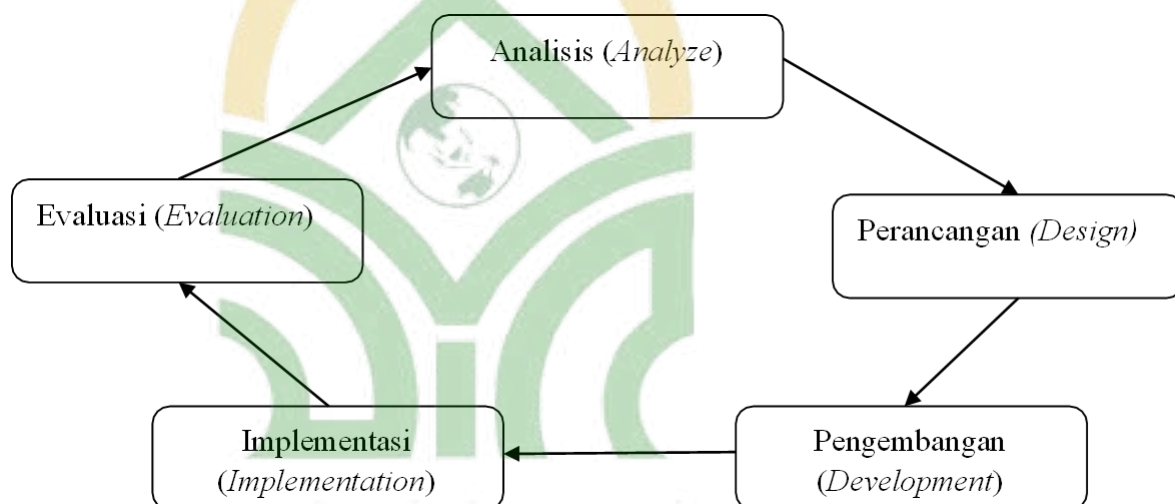 Analisis (Analyze)
Evaluasi (Evaluation)
Perancangan (Design)
Implementasi
(Implementation)
Pengembangan
(Development)